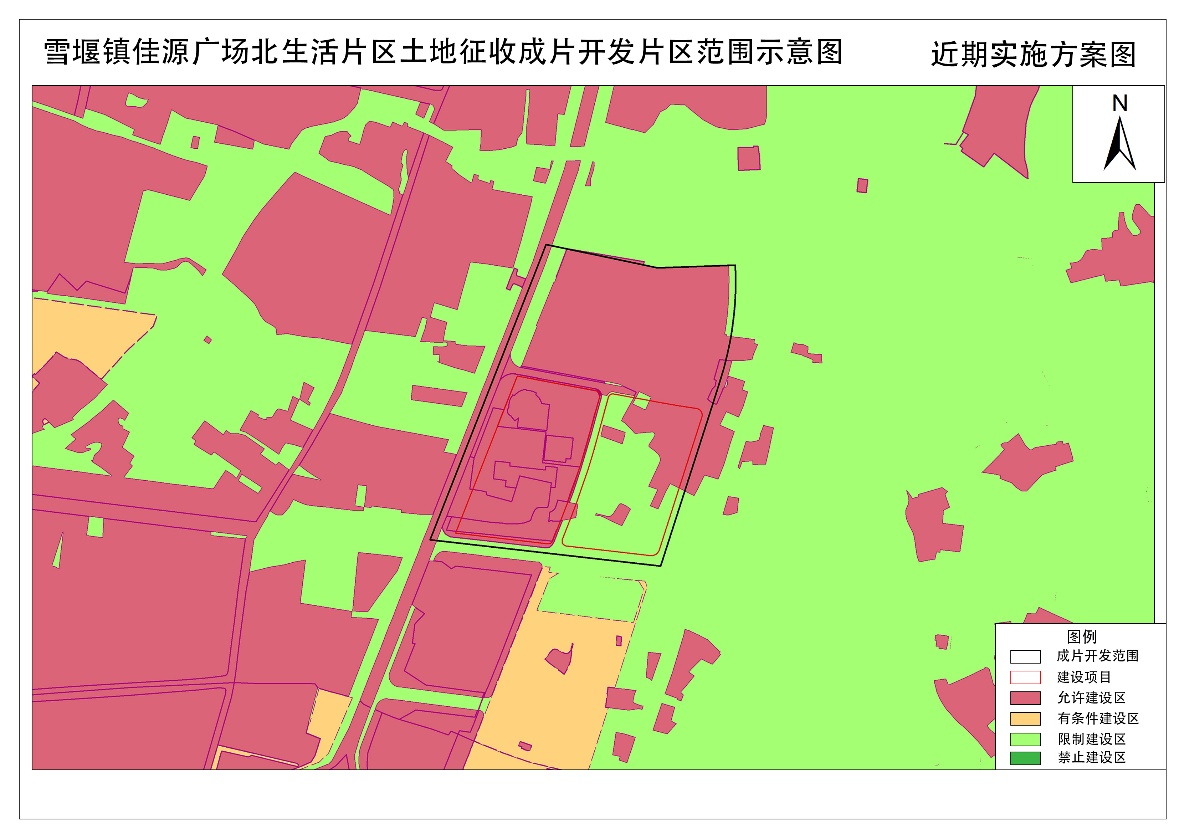 雪堰镇佳源广场北生活片区土地征收成片开发片区范围示意图
近期实施方案图
N
图例
成片开发范围
建设项目
允许建设区
有条件建设区
限制建设区
禁止建设区